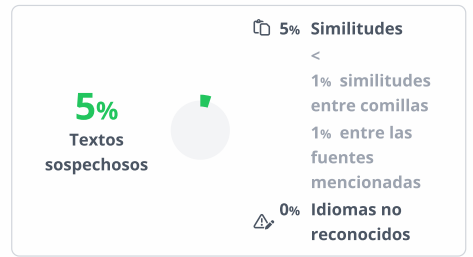 5%
Textos
sospechosos
5% Similitudes
<
1% similitudes
entre comillas
1% entre las
fuentes
mencionadas
0% Idiomas no
reconocidos